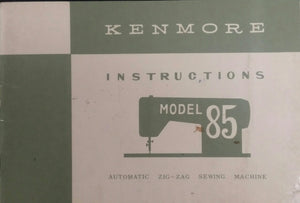 KENMORE
INSTRUCTIONS
MODEL 85
AUTOMATIC ZIG-ZAG SEWING MACHINE